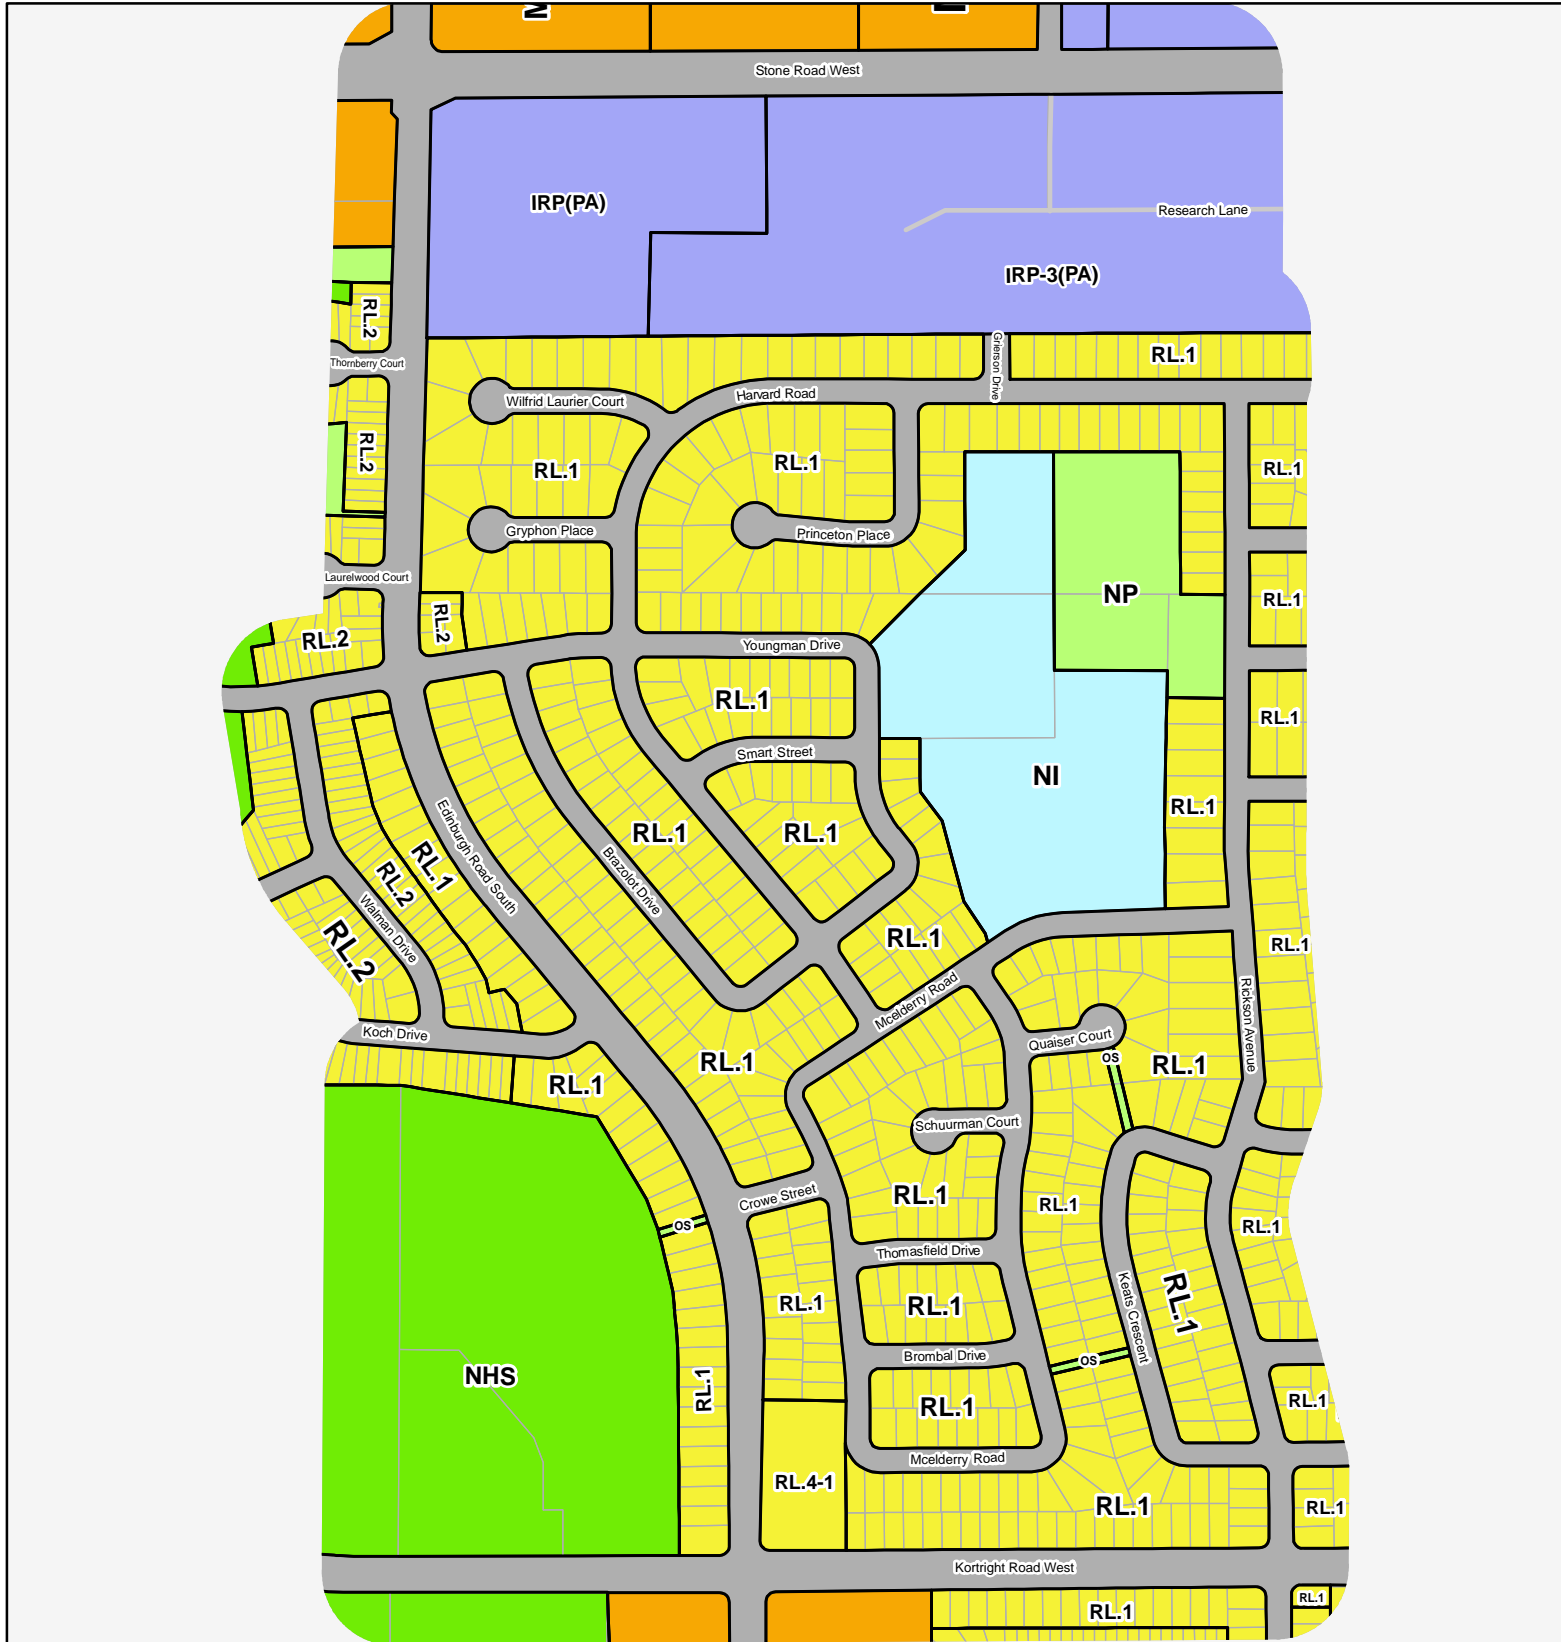 Stone Road West
IRP(PA)
Research Lane
IRP-3(PA)
RL.2
Thornberry Court
Grierson Drive
RL.1
Wilfrid Laurier Court
Harvard Road
RL.2
RL.1
RL.1
RL.1
Gryphon Place
Princeton Place
Laurelwood Court
NP
RL.1
RL.2
RL.2
Youngman Drive
RL.1
RL.1
Smart Street
NI
RL.1
Edinburgh Road South
RL.1
RL.1
RL.1
RL.2
RL.1
Brazolot Drive
Walman Drive
RL.2
RL.1
RL.1
Mcelderry Road
Rickson Avenue
Koch Drive
Quaiser Court
OS
RL.1
RL.1
RL.1
Schuurman Court
Crowe Street
RL.1
RL.1
OS
RL.1
Thomasfield Drive
RL.1
RL.1
Keats Crescent
RL.1
Brombal Drive
OS
NHS
RL.1
RL.1
RL.1
Mcelderry Road
RL.4-1
RL.1
RL.1
Kortright Road West
RL.1
RL.1